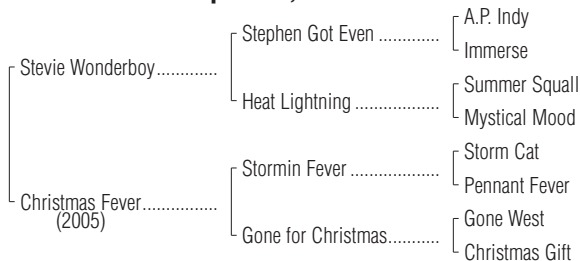 A.P. Indy
Stephen Got Even .............
Immerse
Stevie Wonderboy.............
Summer Squall
Heat Lightning ..................
Mystical Mood
Storm Cat
Stormin Fever ...................
Pennant Fever
Christmas Fever................
(2005)
Gone West
Gone for Christmas...........
Christmas Gift